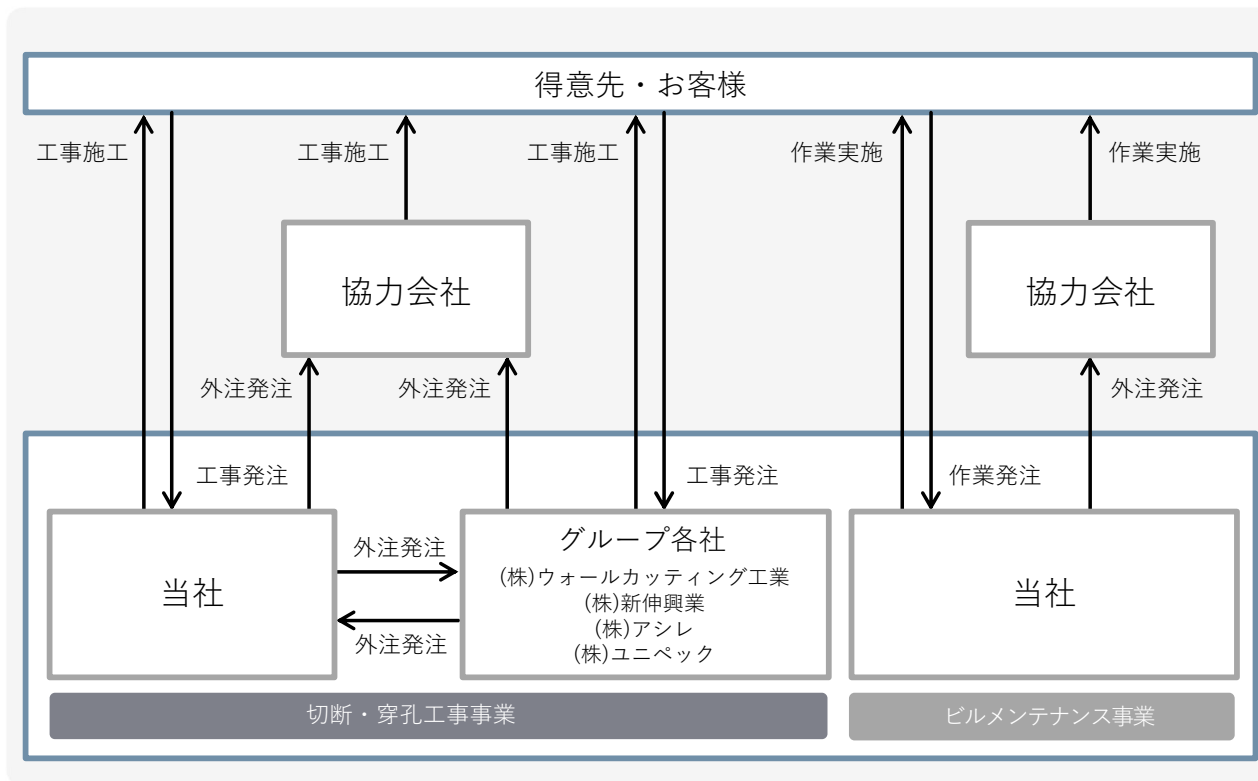 得意先・お客様
工事施工
工事施工
工事施工
作業実施
作業実施
協力会社
協力会社
外注発注
外注発注
外注発注
工事発注
工事発注
作業発注
当社
外注発注
外注発注
グループ各社
(株)ウォールカッティング工業
(株)新伸興業
(株)アシレ
(株)ユニペック
当社
切断・穿孔工事事業
ビルメンテナンス事業